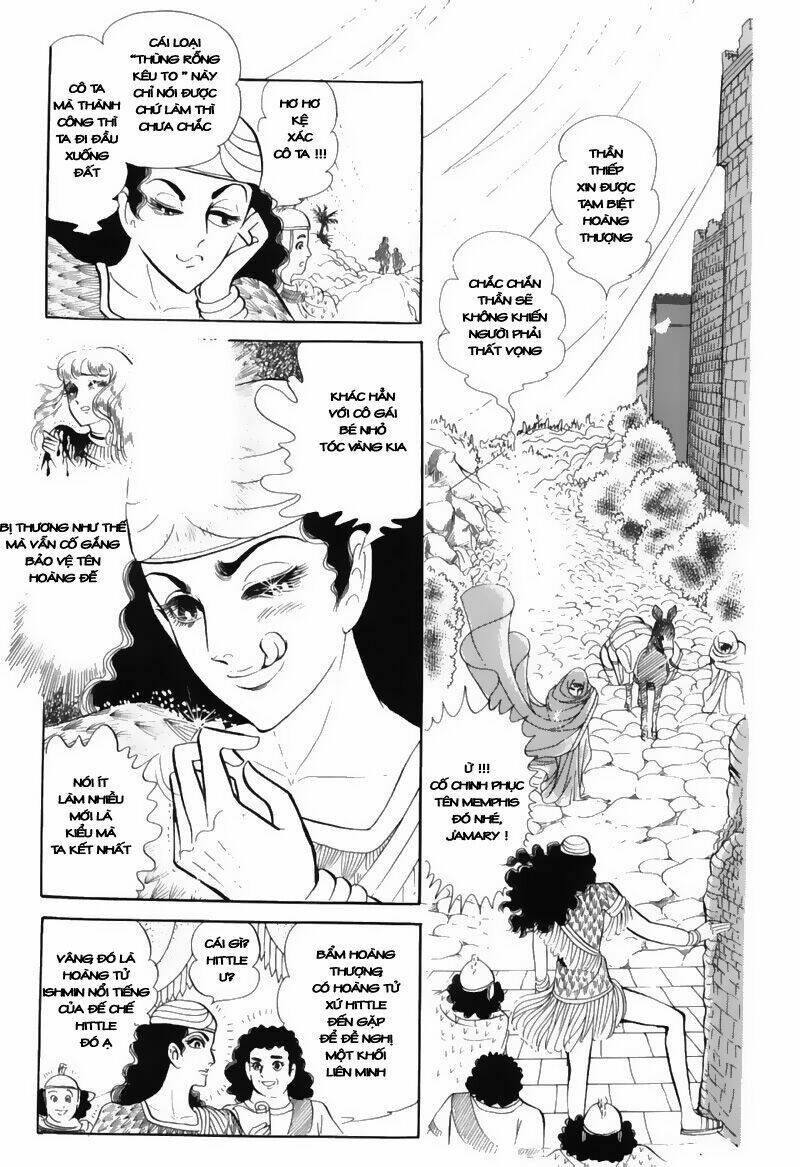 THẦN
THIẾP
XIN ĐƯỢC
TẠM BIỆT
HOÀNG
THƯỢNG
CHẮC CHẮN
THẦN SẼ
KHÔNG KHIẾN
NGƯỜI PHẢI
THẤT VỌNG
Ừ !!!
CỐ CHINH PHỤC
TÊN MEMPHIS
ĐÓ NHÉ,
J'AMARY !
HƠ HƠ
KỆ
XÁC
CÔ TA !!!
CÁI LOẠI
“THÙNG RỖNG
KÊU TO ” NÀY
CHỈ NÓI ĐƯỢC
CHỨ LÀM THÌ
CHƯA CHẮC
CÔ TA
MÀ THÀNH
CÔNG THÌ
TA ĐI ĐẦU
XUỐNG
ĐẤT
KHÁC HẲN
VỚI CÔ GÁI
BÉ NHỎ
TÓC VÀNG KIA
BỊ THƯƠNG NHƯ THẾ
MÀ VẪN CỐ GẮNG
BẢO VỆ TÊN
HOÀNG ĐẾ
NÓI ÍT
LÀM NHIỀU
MỚI LÀ
KIỂU MÀ
TA KẾT NHẤT
BẨM HOÀNG
THƯỢNG
CÓ HOÀNG TỬ
XỨ HITTLE
ĐẾN GẶP
ĐỂ ĐỀ NGHỊ
MỘT KHỐI
LIÊN MINH
CÁI GÌ?
HITTLE
Ư?
VÂNG ĐÓ LÀ
HOÀNG TỬ
ISHMIN NỔI TIẾNG
CỦA ĐẾ CHẾ
HITTLE
ĐÓ Ạ